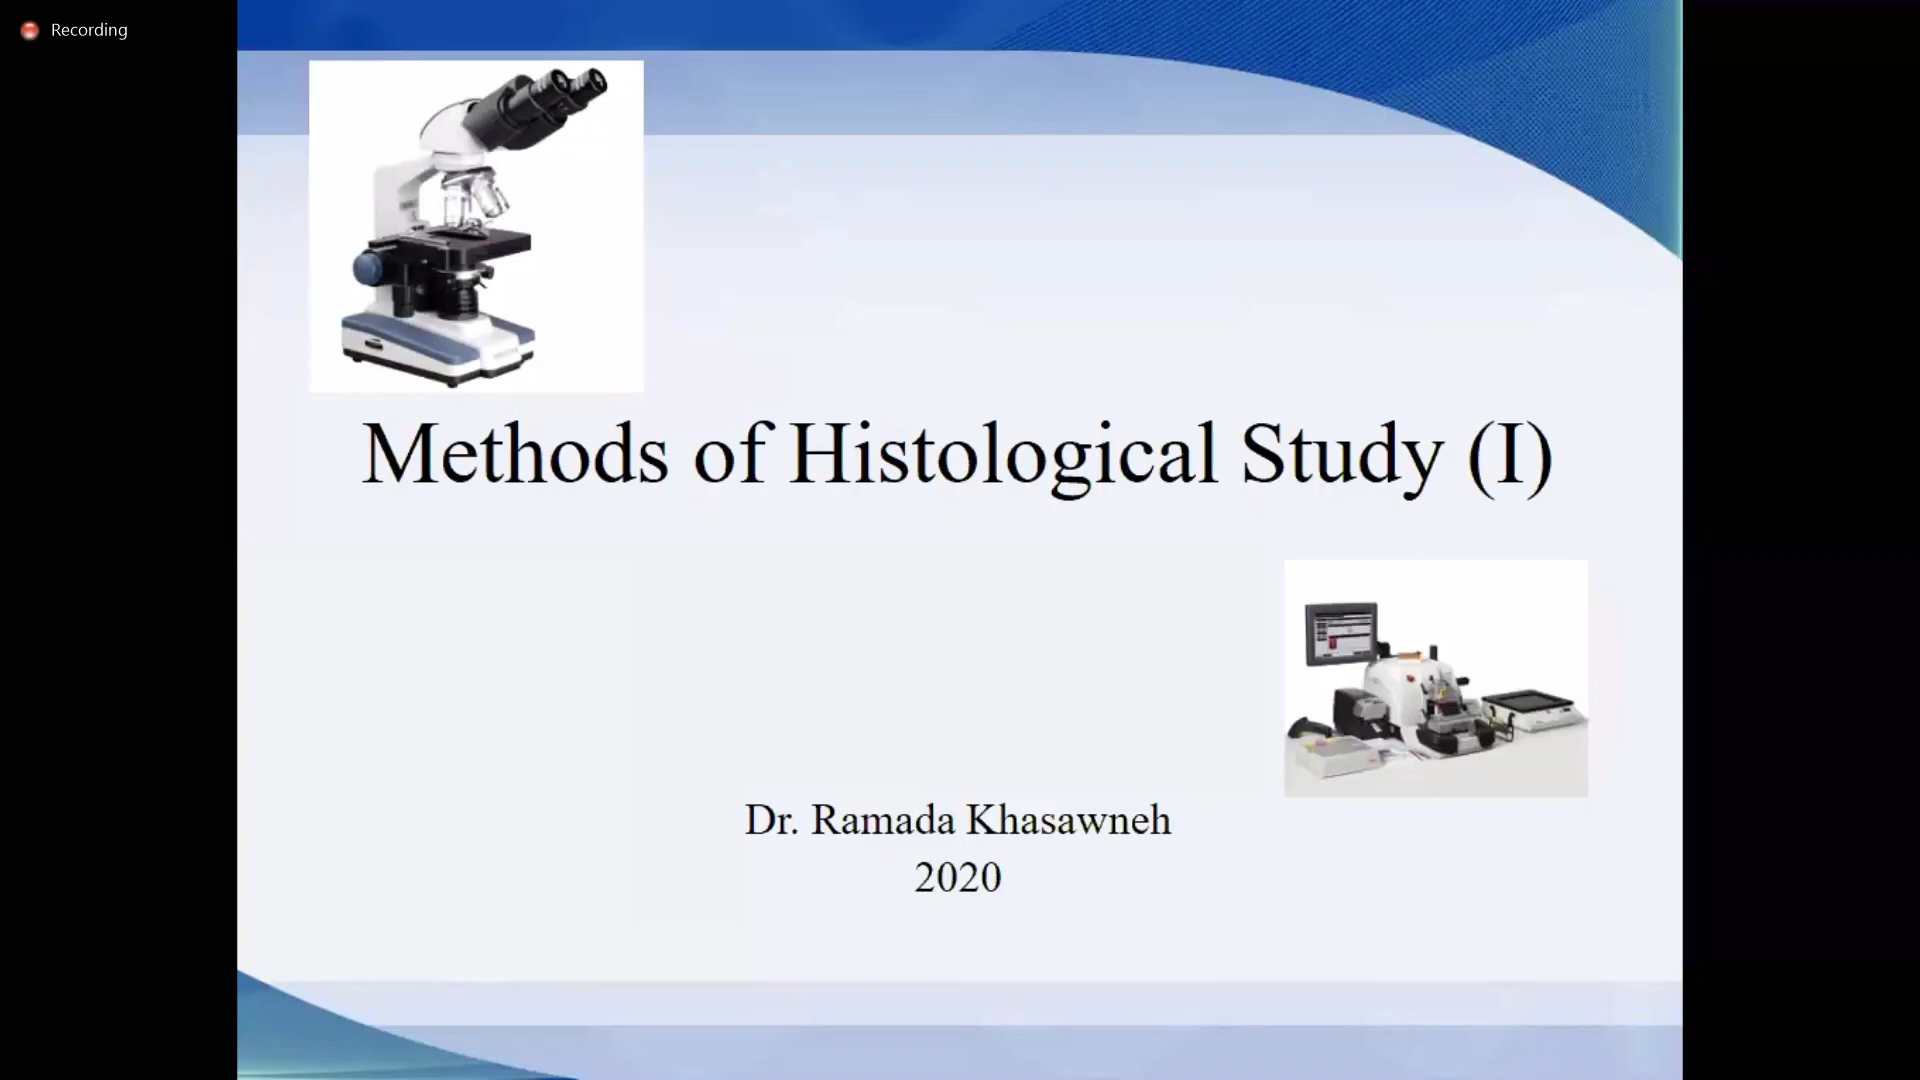 Recording
Methods of Histological Study (I)
Dr. Ramada Khasawneh
2020